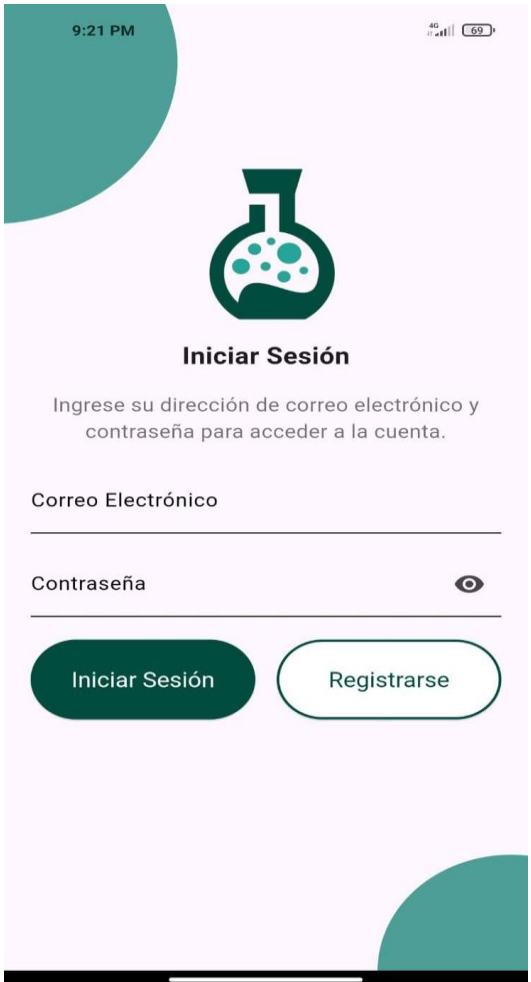 9:21 PM
4G
69
Iniciar Sesión
Ingrese su dirección de correo electrónico y
contraseña para acceder a la cuenta.
Correo Electrónico
Contraseña
Iniciar Sesión
Registrarse